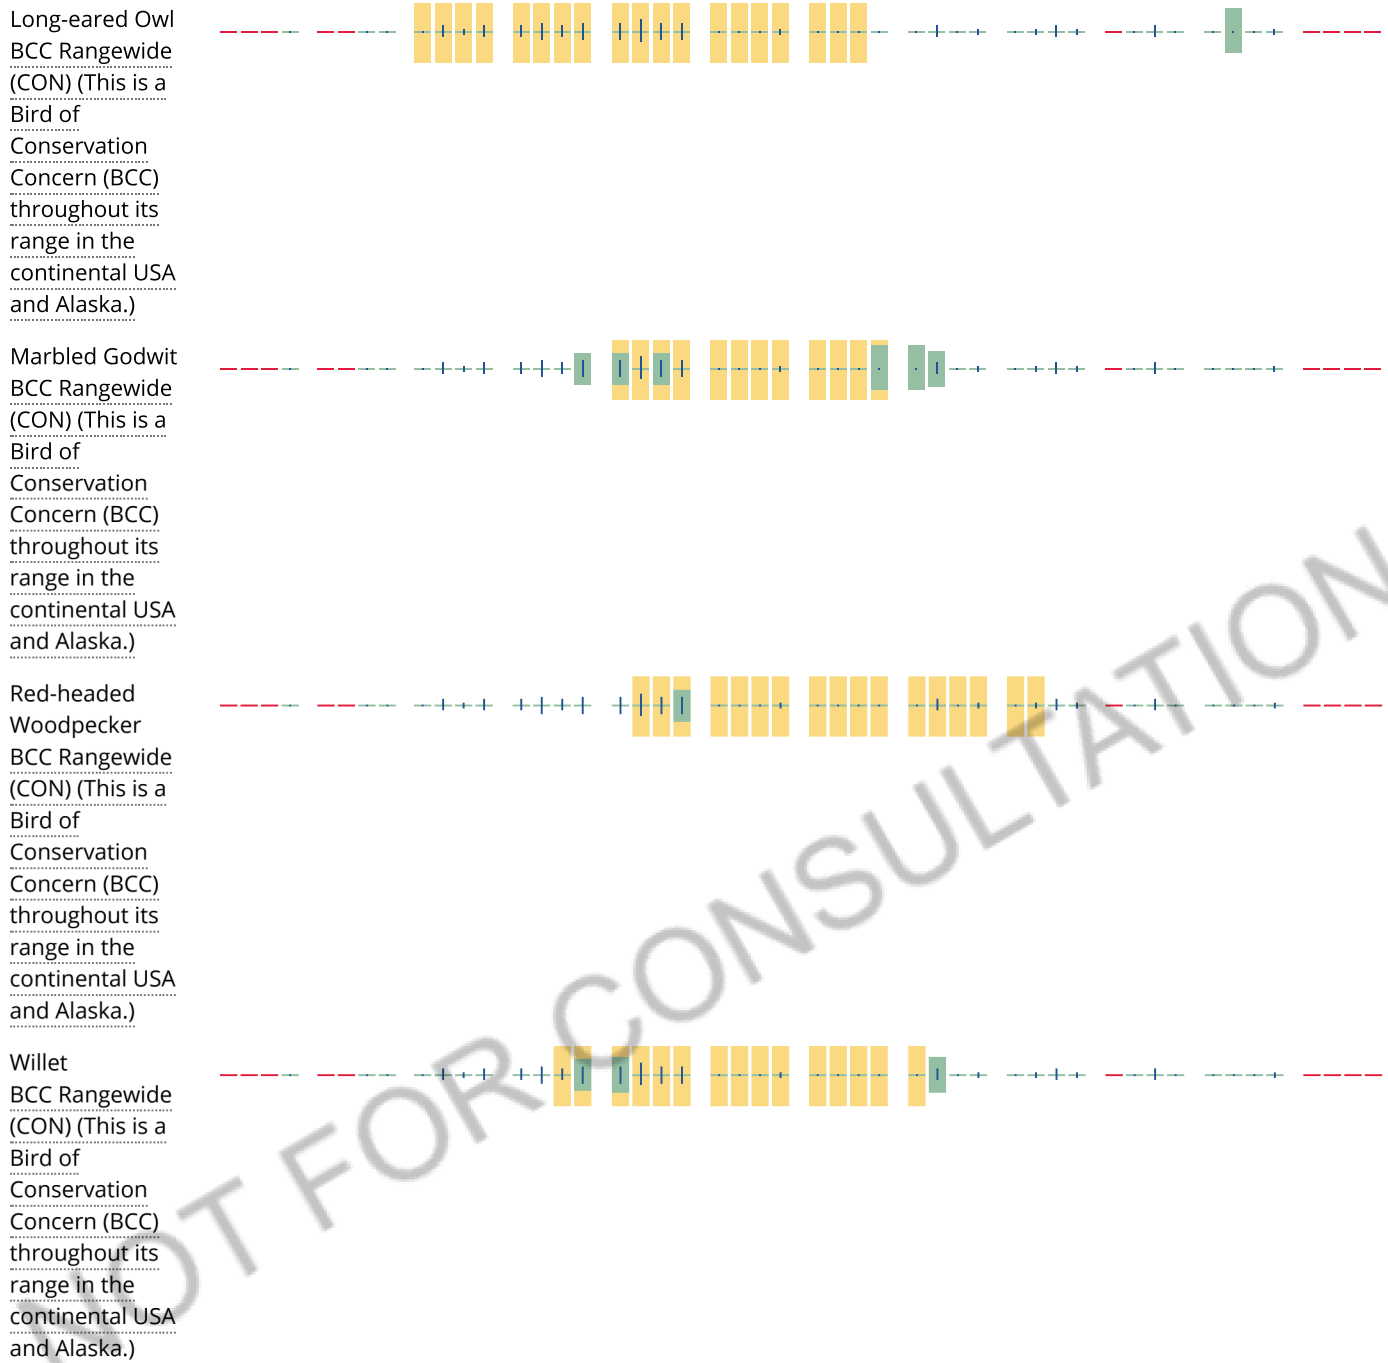 Long-eared Owl
BCC Rangewide
(CON) (This is a
Bird of
Conservation
Concern (BCC)
throughout its
range in the
continental USA
and Alaska.)
Marbled Godwit
BCC Rangewide
(CON) (This is a
Bird of
Conservation
Concern (BCC)
throughout its
range in the
continental USA
and Alaska.)
Red-headed
Woodpecker
BCC Rangewide
(CON) (This is a
Bird of
Conservation
Concern (BCC)
throughout its
range in the
continental USA
and Alaska.)
Willet
BCC Rangewide
(CON) (This is a
Bird of
Conservation
Concern (BCC)
throughout its
range in the
continental USA
and Alaska.)
NOT FOR CONSULTATION